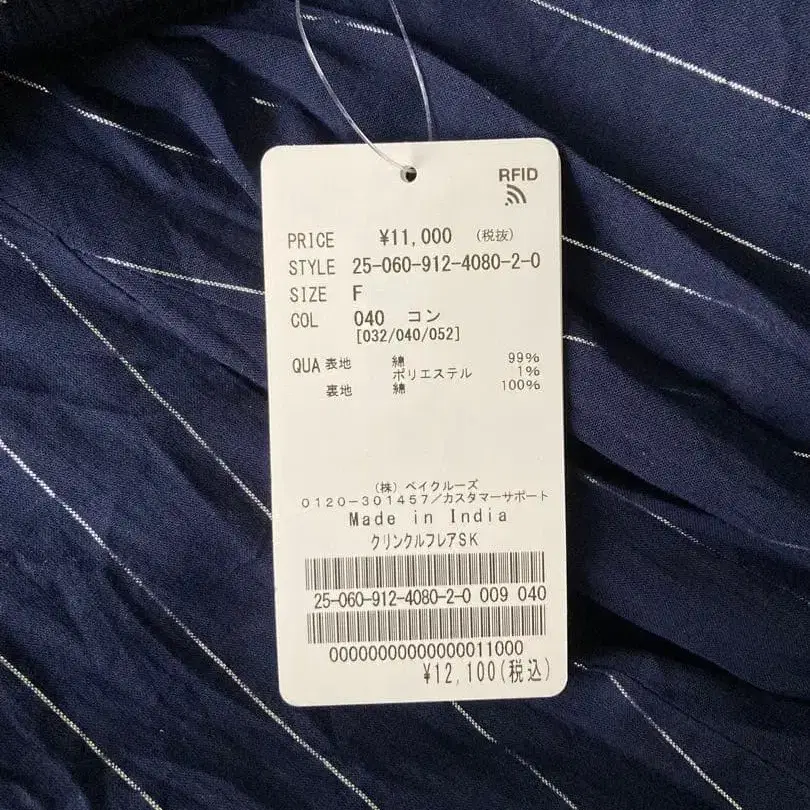 RFID
PRICE ¥11,000 (税抜)
STYLE 25-060-912-4080-2-0
SIZE F
COL 040 コン
[032/040/052]
QUA 表地 綿 99%
ポリエステル 1%
裏地 綿 100%
(株)ベイクルーズ
0120-301457/カスタマーサポート
Made in India
クリンクルフレアSK
25-060-912-4080-2-0 009 040
00000000000000011000
¥12,100(税込)